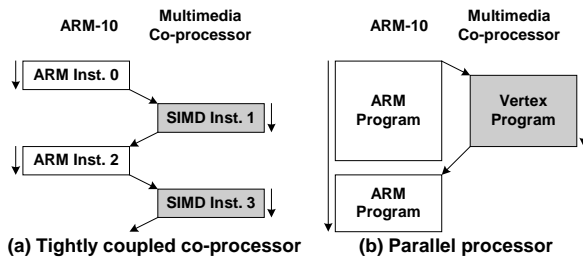 ARM-10
Multimedia
Co-processor
ARM Inst. 0
SIMD Inst. 1
ARM Inst. 2
SIMD Inst. 3
(a) Tightly coupled co-processor
ARM-10
Multimedia
Co-processor
ARM
Program
Vertex
Program
ARM
Program
(b) Parallel processor